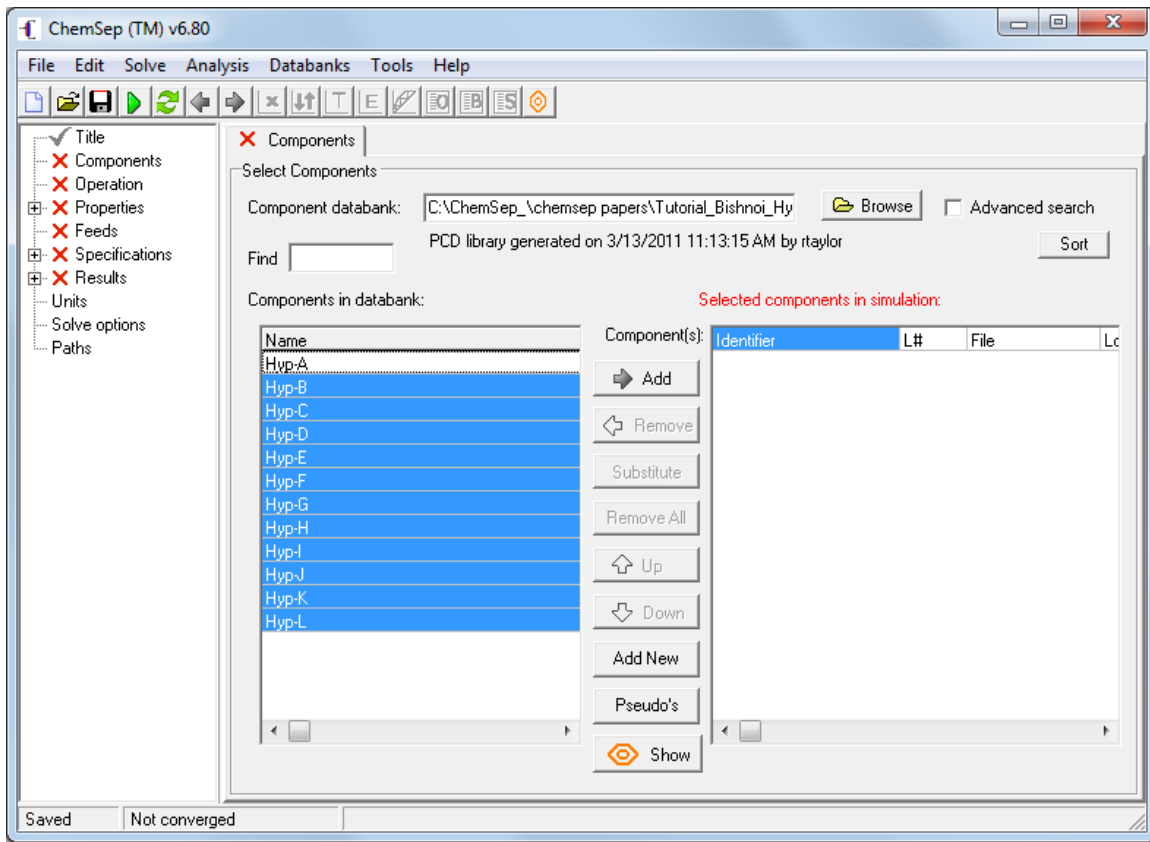 ChemSep (TM) v6.80
File Edit Solve Analysis Databanks Tools Help
T E O B S
Title
Components
Operation
Properties
Feeds
Specifications
Results
Units
Solve options
Paths
Components
Select Components
Component databank: C:\ChemSep_\chemsep papers\Tutorial_Bishnoi_Hy Browse Advanced search
PCD library generated on 3/13/2011 11:13:15 AM by rtaylor
Sort
Find
Components in databank:
Selected components in simulation:
Name
Hyp-A
Hyp-B
Hyp-C
Hyp-D
Hyp-E
Hyp-F
Hyp-G
Hyp-H
Hyp-I
Hyp-J
Hyp-K
Hyp-L
Component(s):
Add
Remove
Substitute
Remove All
Up
Down
Add New
Pseudo's
Show
Identifier L# File Lo
Saved Not converged